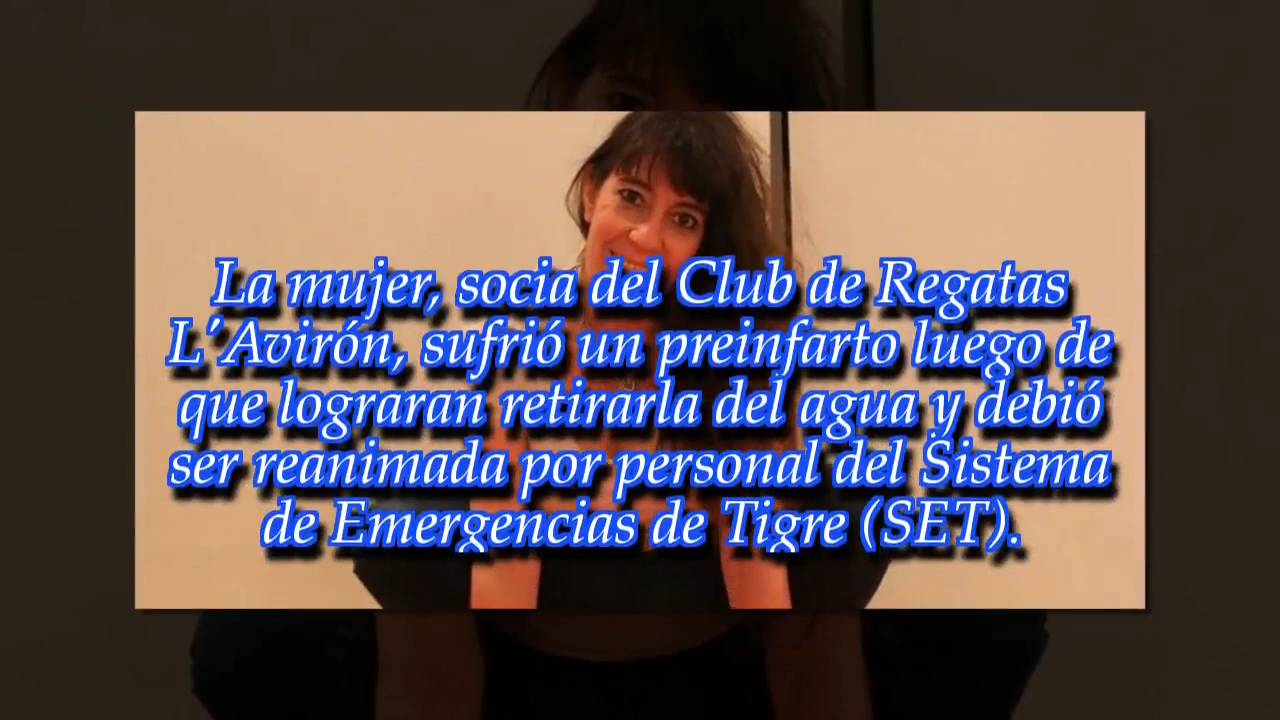 La mujer, socia del Club de Regatas
L´Avirón, sufrió un preinfarto luego de
que lograran retirarla del agua y debió
ser reanimada por personal del Sistema
de Emergencias de Tigre (SET).